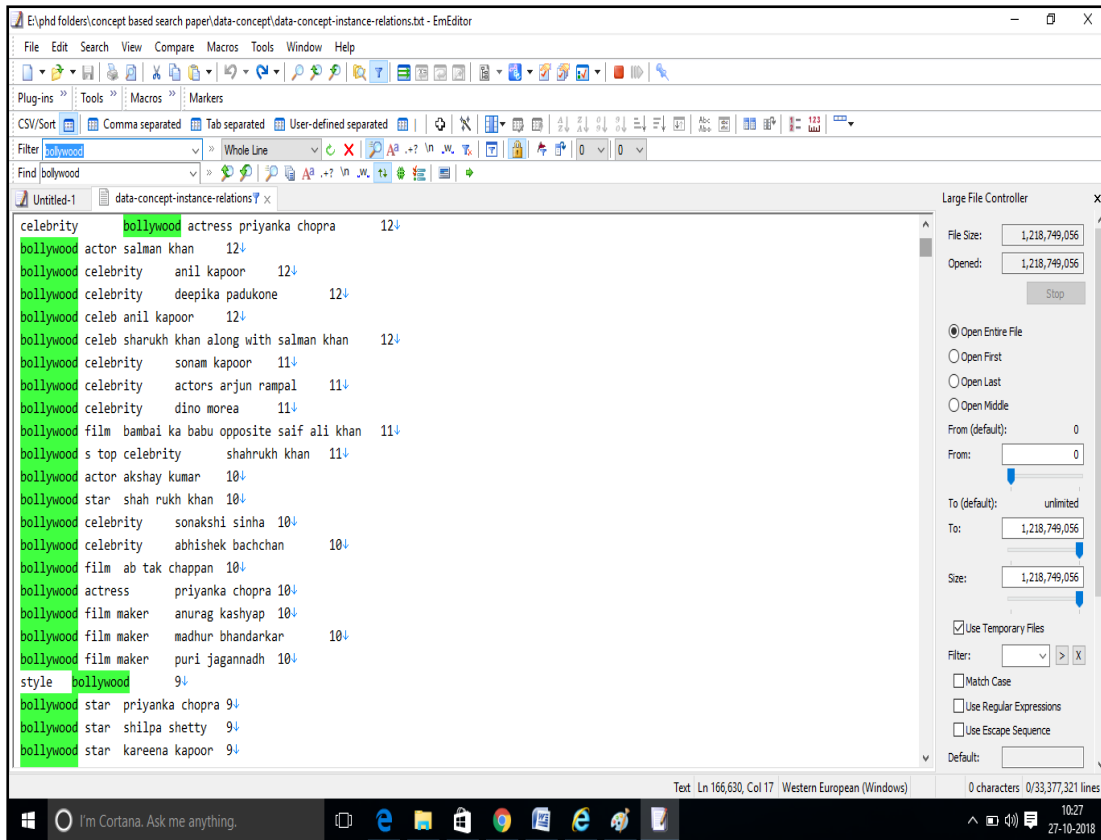 E:\phd folders\concept based search paper\data-concept\data-concept-instance-relations.txt - EmEditor
File Edit Search View Compare Macros Tools Window Help
Plug-ins » Tools » Macros » Markers
CSV/Sort Comma separated Tab separated User-defined separated
Filter bollywood » Whole Line 0 0
Find bollywood »
Untitled-1 data-concept-instance-relations
celebrity bollywood actress priyanka chopra 12↓
bollywood actor salman khan 12↓
bollywood celebrity anil kapoor 12↓
bollywood celebrity deepika padukone 12↓
bollywood celeb anil kapoor 12↓
bollywood celeb sharukh khan along with salman khan 12↓
bollywood celebrity sonam kapoor 11↓
bollywood celebrity actors arjun rampal 11↓
bollywood celebrity dino morea 11↓
bollywood film bambai ka babu opposite saif ali khan 11↓
bollywood s top celebrity shahrukh khan 11↓
bollywood actor akshay kumar 10↓
bollywood star shah rukh khan 10↓
bollywood celebrity sonakshi sinha 10↓
bollywood celebrity abhishek bachchan 10↓
bollywood film ab tak chappan 10↓
bollywood actress priyanka chopra 10↓
bollywood film maker anurag kashyap 10↓
bollywood film maker madhur bhandarkar 10↓
bollywood film maker puri jagannadh 10↓
style bollywood 9↓
bollywood star priyanka chopra 9↓
bollywood star shilpa shetty 9↓
bollywood star kareena kapoor 9↓
Large File Controller x
File Size: 1,218,749,056
Opened: 1,218,749,056
Stop
Open Entire File
Open First
Open Last
Open Middle
From (default): 0
From: 0
To (default): unlimited
To: 1,218,749,056
Size: 1,218,749,056
Use Temporary Files
Filter: > X
Match Case
Use Regular Expressions
Use Escape Sequence
Default:
Text Ln 166,630, Col 17 Western European (Windows) 0 characters 0/33,377,321 lines
I'm Cortana. Ask me anything.
10:27
27-10-2018